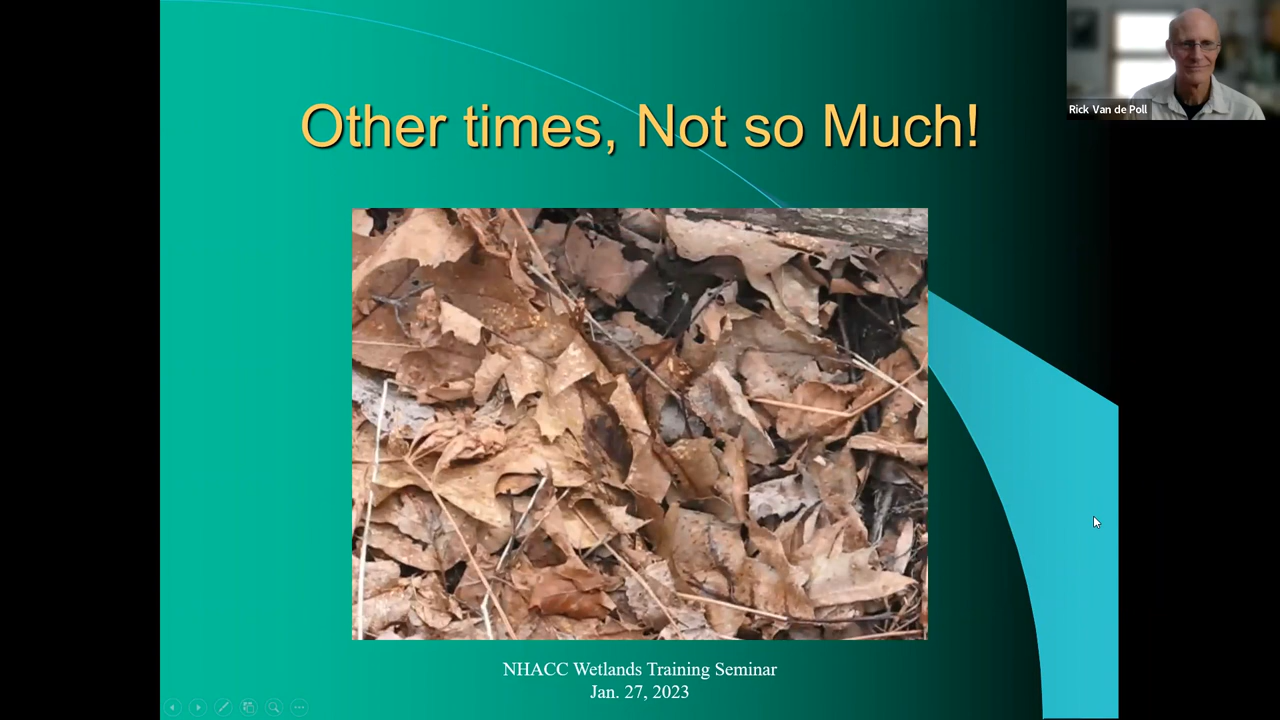 Other times, Not so Much!
Rick Van de Poll
NHACC Wetlands Training Seminar
Jan. 27, 2023